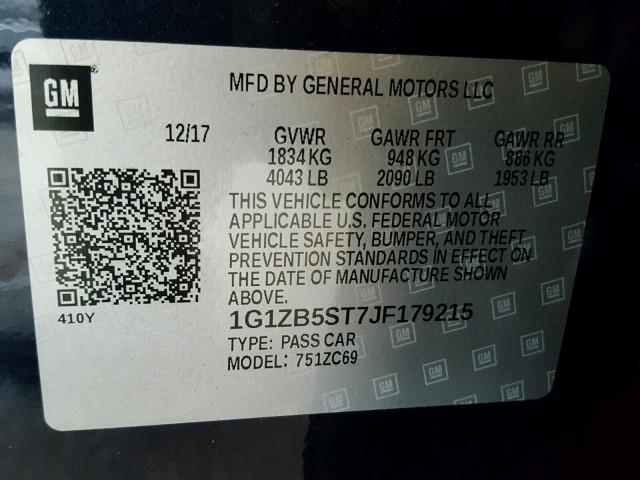 GM
MFD BY GENERAL MOTORS LLC
12/17 GVWR GAWR FRT GAWR RR
1834 KG 948 KG 886 KG
4043 LB 2090 LB 1953 LB
THIS VEHICLE CONFORMS TO ALL
APPLICABLE U.S. FEDERAL MOTOR
VEHICLE SAFETY, BUMPER, AND THEFT
PREVENTION STANDARDS IN EFFECT ON
THE DATE OF MANUFACTURE SHOWN
ABOVE.
410Y
1G1ZB5ST7JF179215
TYPE: PASS CAR
MODEL: 751ZC69